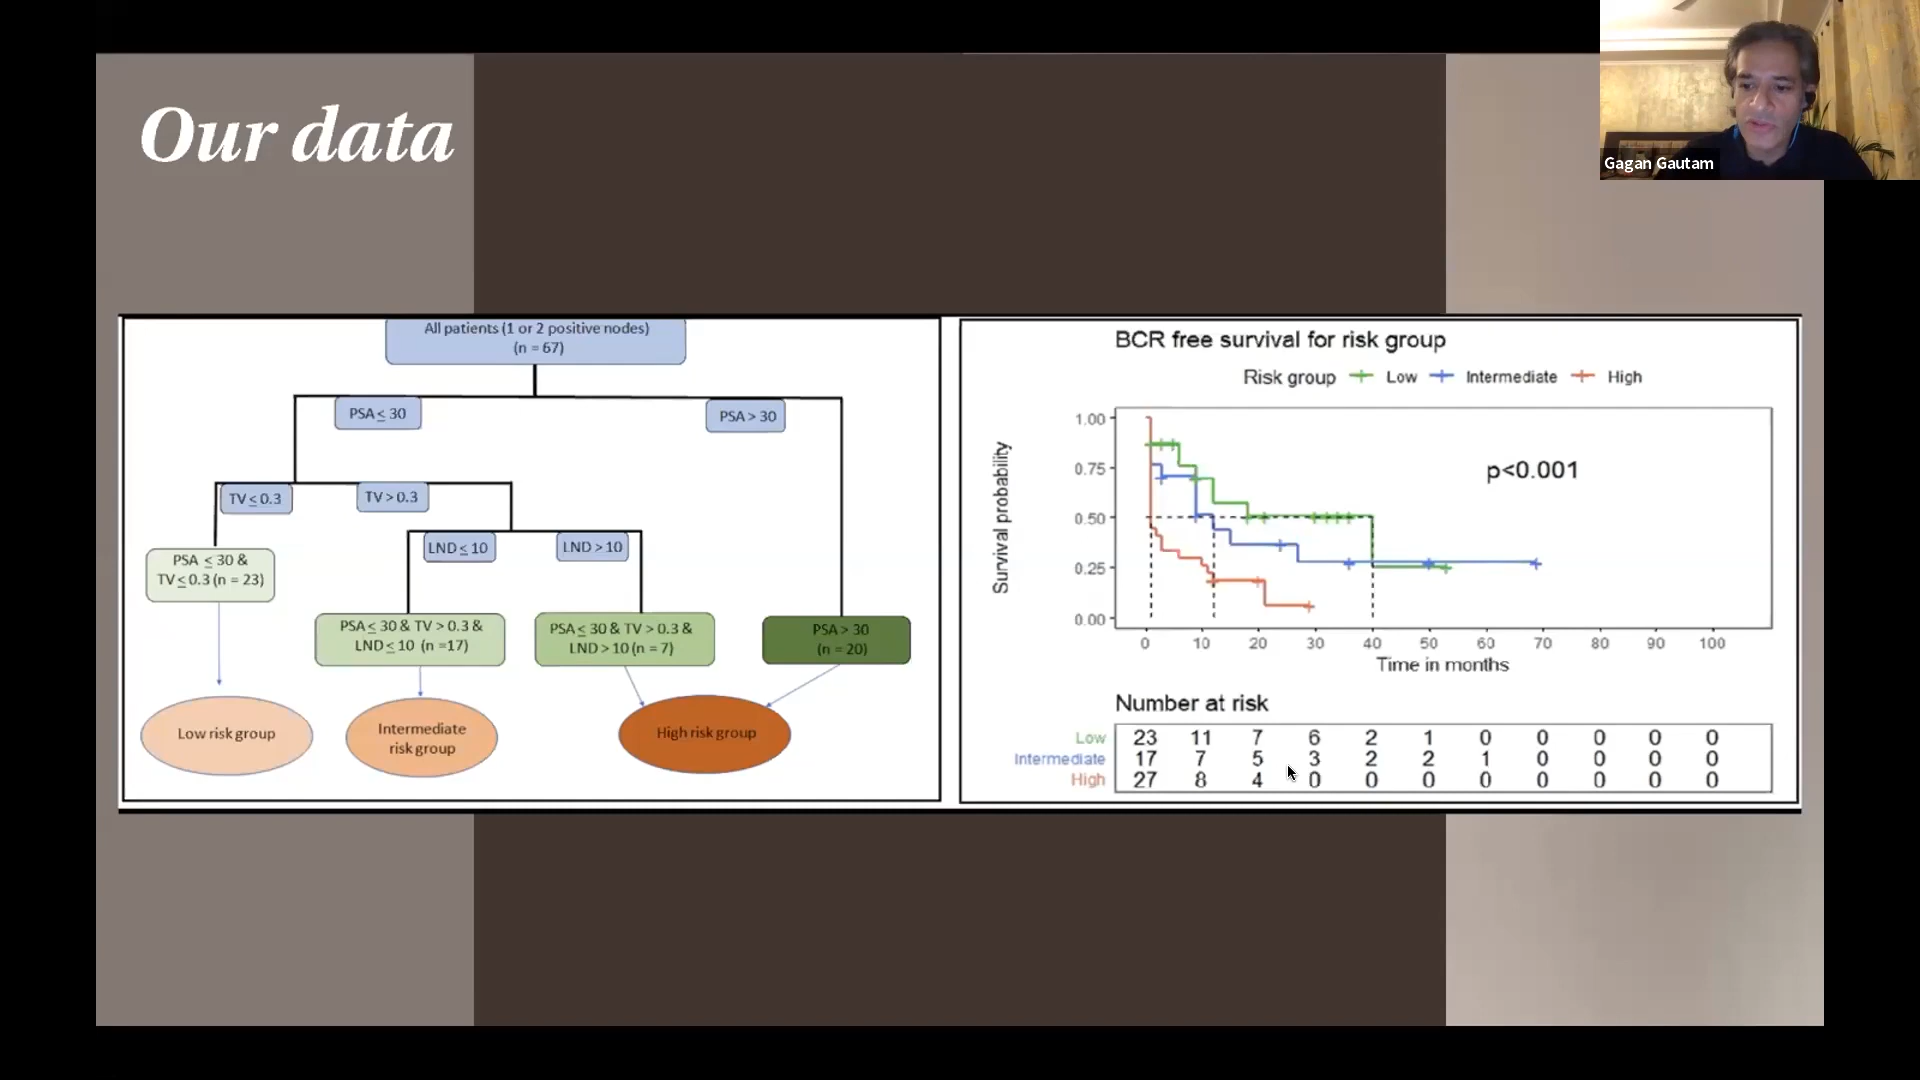 Our data
Gagan Gautam
All patients (1 or 2 positive nodes)
(n = 67)
PSA ≤ 30
PSA > 30
TV ≤ 0.3
TV > 0.3
LND ≤ 10
LND > 10
PSA ≤ 30 &
TV ≤ 0.3 (n = 23)
PSA ≤ 30 & TV > 0.3 &
LND ≤ 10 (n =17)
PSA ≤ 30 & TV > 0.3 &
LND > 10 (n = 7)
PSA > 30
(n = 20)
Low risk group
Intermediate
risk group
High risk group
BCR free survival for risk group
Risk group Low Intermediate High
Survival probability
1.00
0.75
0.50
0.25
0.00
p<0.001
0 10 20 30 40 50 60 70 80 90 100
Time in months
Number at risk
Low 23 11 7 6 2 1 0 0 0 0 0
Intermediate 17 7 5 3 2 2 1 0 0 0 0
High 27 8 4 0 0 0 0 0 0 0 0